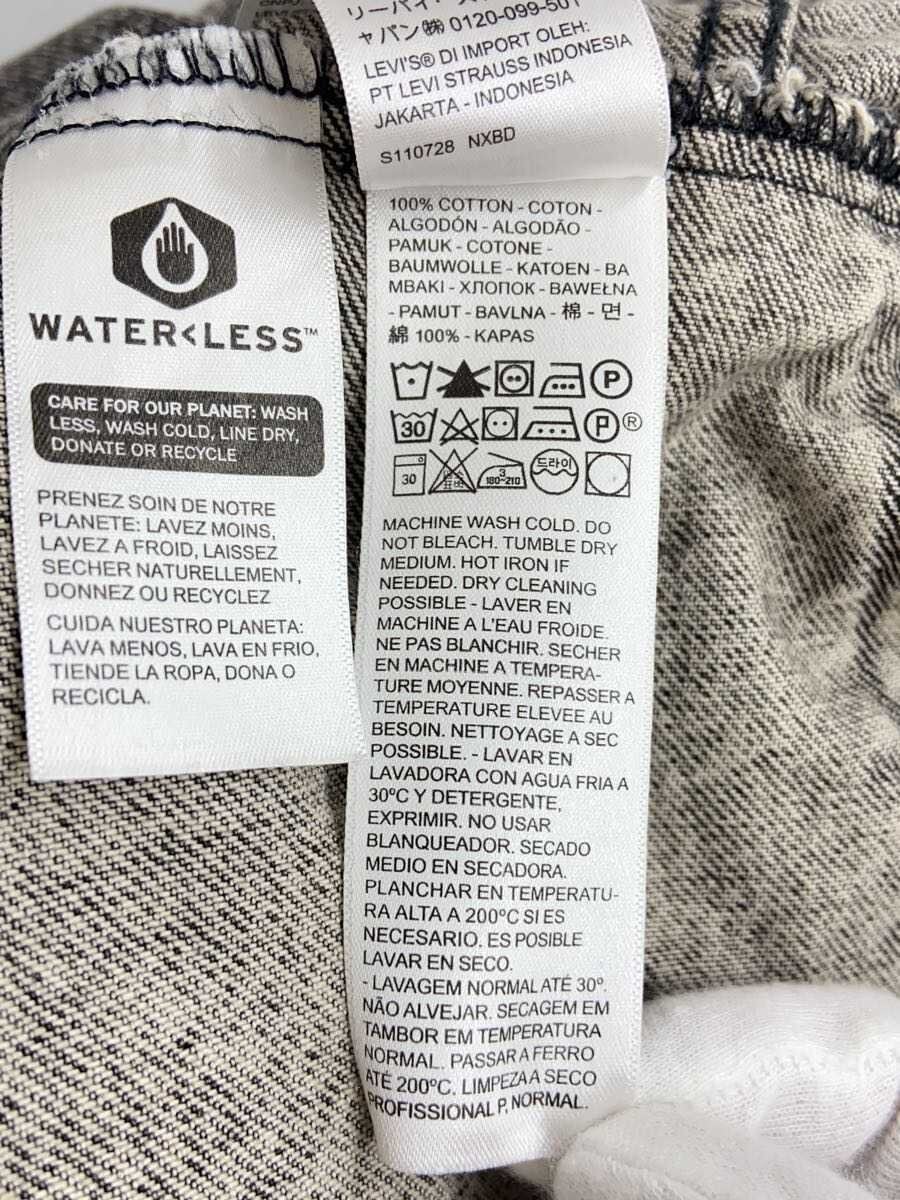 ャパン㈱ 0120-099-501
LEVI'S® DI IMPORT OLEH:
PT LEVI STRAUSS INDONESIA
JAKARTA - INDONESIA
S110728 NXBD
WATER<LESS™
CARE FOR OUR PLANET: WASH
LESS, WASH COLD, LINE DRY,
DONATE OR RECYCLE
PRENEZ SOIN DE NOTRE
PLANETE: LAVEZ MOINS,
LAVEZ A FROID, LAISSEZ
SECHER NATURELLEMENT,
DONNEZ OU RECYCLEZ
CUIDA NUESTRO PLANETA:
LAVA MENOS, LAVA EN FRIO,
TIENDE LA ROPA, DONA O
RECICLA.
100% COTTON - COTON -
ALGODÓN - ALGODÃO -
PAMUK - COTONE -
BAUMWOLLE - KATOEN - BA
MBAKI - ХЛОПОК - BAWEŁNA
- PAMUT - BAVLNA - 棉 - 면 -
綿 100% - KAPAS
P
30 P ®
30 3 180-210 드라이
MACHINE WASH COLD. DO
NOT BLEACH. TUMBLE DRY
MEDIUM. HOT IRON IF
NEEDED. DRY CLEANING
POSSIBLE - LAVER EN
MACHINE A L'EAU FROIDE.
NE PAS BLANCHIR. SECHER
EN MACHINE A TEMPERA-
TURE MOYENNE. REPASSER A
TEMPERATURE ELEVEE AU
BESOIN. NETTOYAGE A SEC
POSSIBLE. - LAVAR EN
LAVADORA CON AGUA FRIA A
30ºC Y DETERGENTE,
EXPRIMIR. NO USAR
BLANQUEADOR. SECADO
MEDIO EN SECADORA.
PLANCHAR EN TEMPERATU-
RA ALTA A 200ºC SI ES
NECESARIO. ES POSIBLE
LAVAR EN SECO.
- LAVAGEM NORMAL ATÉ 30º.
NÃO ALVEJAR. SECAGEM EM
TAMBOR EM TEMPERATURA
NORMAL. PASSAR A FERRO
ATÉ 200ºC. LIMPEZA A SECO
PROFISSIONAL P, NORMAL.